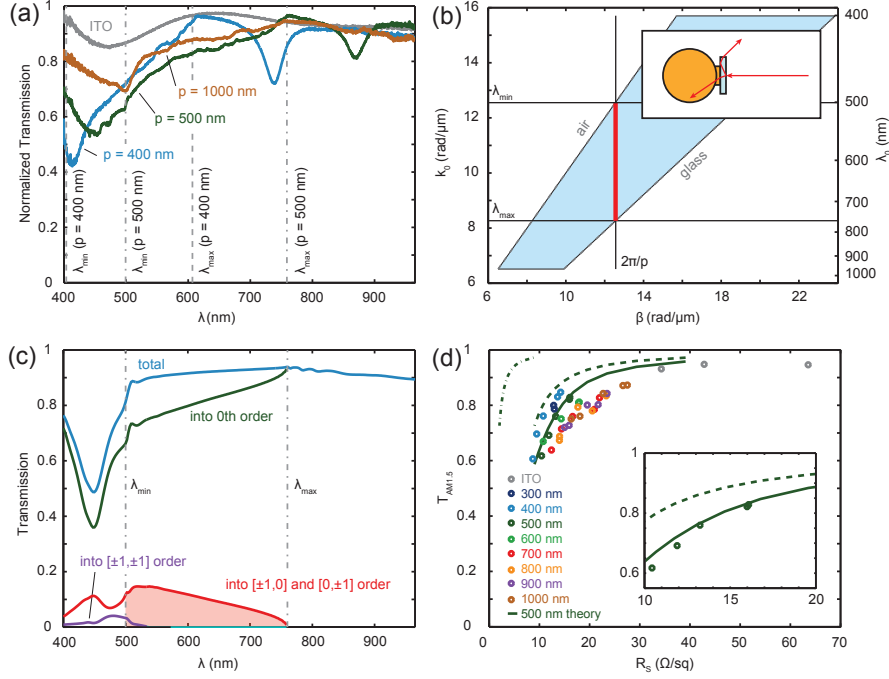 (a)
ITO
p = 1000 nm
p = 500 nm
p = 400 nm
λmin (p = 400 nm)
λmin (p = 500 nm)
λmax (p = 400 nm)
λmax (p = 500 nm)
Normalized Transmission
1
0.8
0.6
0.4
0.2
0
400 500 600 700 800 900
λ (nm)
(b)
λmin
λmax
air
glass
2π/p
k0 (rad/μm)
16
14
12
10
8
6
6 10 14 18 22
β (rad/μm)
400
500
600
700
800
900
1000
λ0 (nm)
(c)
total
into 0th order
λmin
λmax
into [±1,±1] order
into [±1,0] and [0,±1] order
Transmission
1
0.8
0.6
0.4
0.2
0
400 500 600 700 800 900
λ (nm)
(d)
TAM1.5
1
0.8
0.6
0.4
0.2
0
ITO
300 nm
400 nm
500 nm
600 nm
700 nm
800 nm
900 nm
1000 nm
500 nm theory
1
0.8
0.6
10 15 20
0 10 20 30 40 50 60 70
RS (Ω/sq)